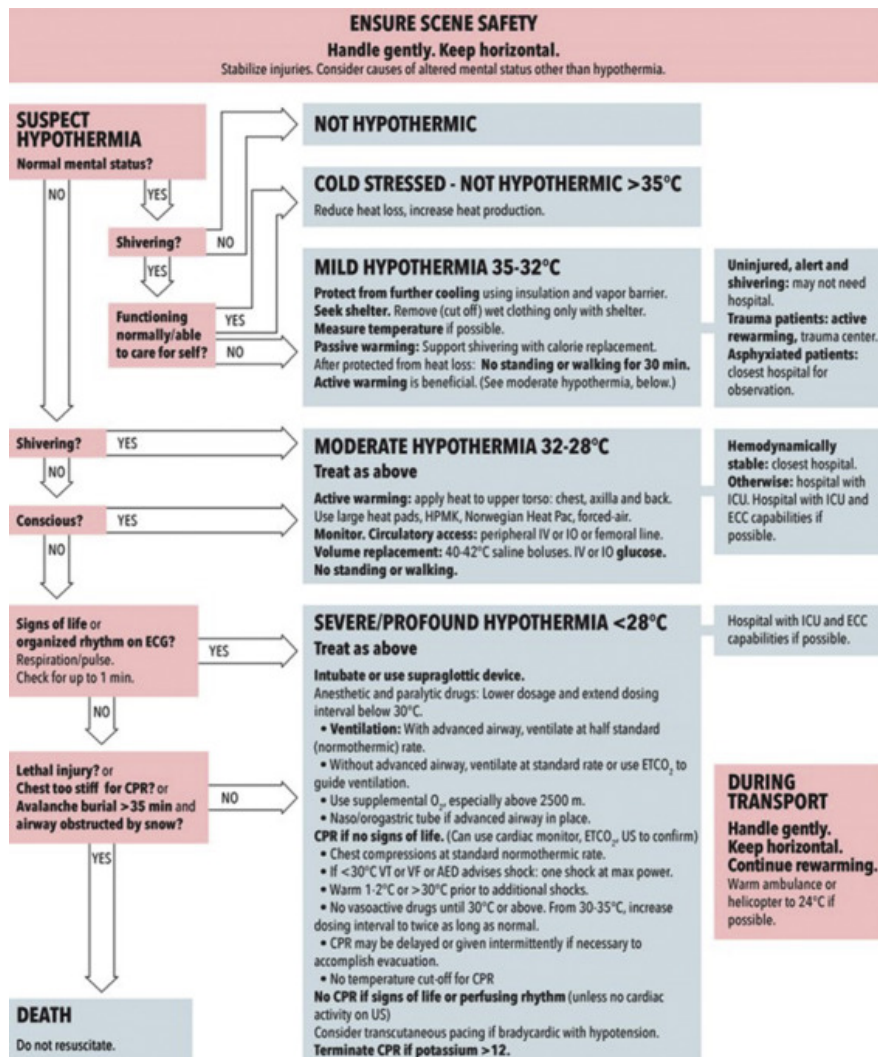 ENSURE SCENE SAFETY
Handle gently. Keep horizontal.
Stabilize injuries. Consider causes of altered mental status other than hypothermia.
SUSPECT
HYPOTHERMIA
Normal mental status?
NO
YES
Shivering?
NO
YES
Functioning
normally/able
to care for self?
YES
NO
NOT HYPOTHERMIC
COLD STRESSED - NOT HYPOTHERMIC >35°C
Reduce heat loss, increase heat production.
MILD HYPOTHERMIA 35-32°C
Protect from further cooling using insulation and vapor barrier.
Seek shelter. Remove (cut off) wet clothing only with shelter.
Measure temperature if possible.
Passive warming: Support shivering with calorie replacement.
After protected from heat loss: No standing or walking for 30 min.
Active warming is beneficial. (See moderate hypothermia, below.)
Uninjured, alert and
shivering: may not need
hospital.
Trauma patients: active
rewarming, trauma center.
Asphyxiated patients:
closest hospital for
observation.
Shivering?
YES
NO
Conscious?
YES
NO
MODERATE HYPOTHERMIA 32-28°C
Treat as above
Active warming: apply heat to upper torso: chest, axilla and back.
Use large heat pads, HPMK, Norwegian Heat Pac, forced-air.
Monitor. Circulatory access: peripheral IV or IO or femoral line.
Volume replacement: 40-42°C saline boluses. IV or IO glucose.
No standing or walking.
Hemodynamically
stable: closest hospital.
Otherwise: hospital with
ICU. Hospital with ICU and
ECC capabilities if
possible.
Signs of life or
organized rhythm on ECG?
Respiration/pulse.
Check for up to 1 min.
YES
NO
Lethal injury? or
Chest too stiff for CPR? or
Avalanche burial >35 min and
airway obstructed by snow?
NO
YES
DEATH
Do not resuscitate.
SEVERE/PROFOUND HYPOTHERMIA <28°C
Treat as above
Intubate or use supraglottic device.
Anesthetic and paralytic drugs: Lower dosage and extend dosing
interval below 30°C.
• Ventilation: With advanced airway, ventilate at half standard
(normothermic) rate.
• Without advanced airway, ventilate at standard rate or use ETCO₂ to
guide ventilation.
• Use supplemental O₂, especially above 2500 m.
• Naso/orogastric tube if advanced airway in place.
CPR if no signs of life. (Can use cardiac monitor, ETCO₂, US to confirm)
• Chest compressions at standard normothermic rate.
• If <30°C VT or VF or AED advises shock: one shock at max power.
• Warm 1-2°C or >30°C prior to additional shocks.
• No vasoactive drugs until 30°C or above. From 30-35°C, increase
dosing interval to twice as long as normal.
• CPR may be delayed or given intermittently if necessary to
accomplish evacuation.
• No temperature cut-off for CPR
No CPR if signs of life or perfusing rhythm (unless no cardiac
activity on US)
Consider transcutaneous pacing if bradycardic with hypotension.
Terminate CPR if potassium >12.
Hospital with ICU and ECC
capabilities if possible.
DURING
TRANSPORT
Handle gently.
Keep horizontal.
Continue rewarming.
Warm ambulance or
helicopter to 24°C if
possible.